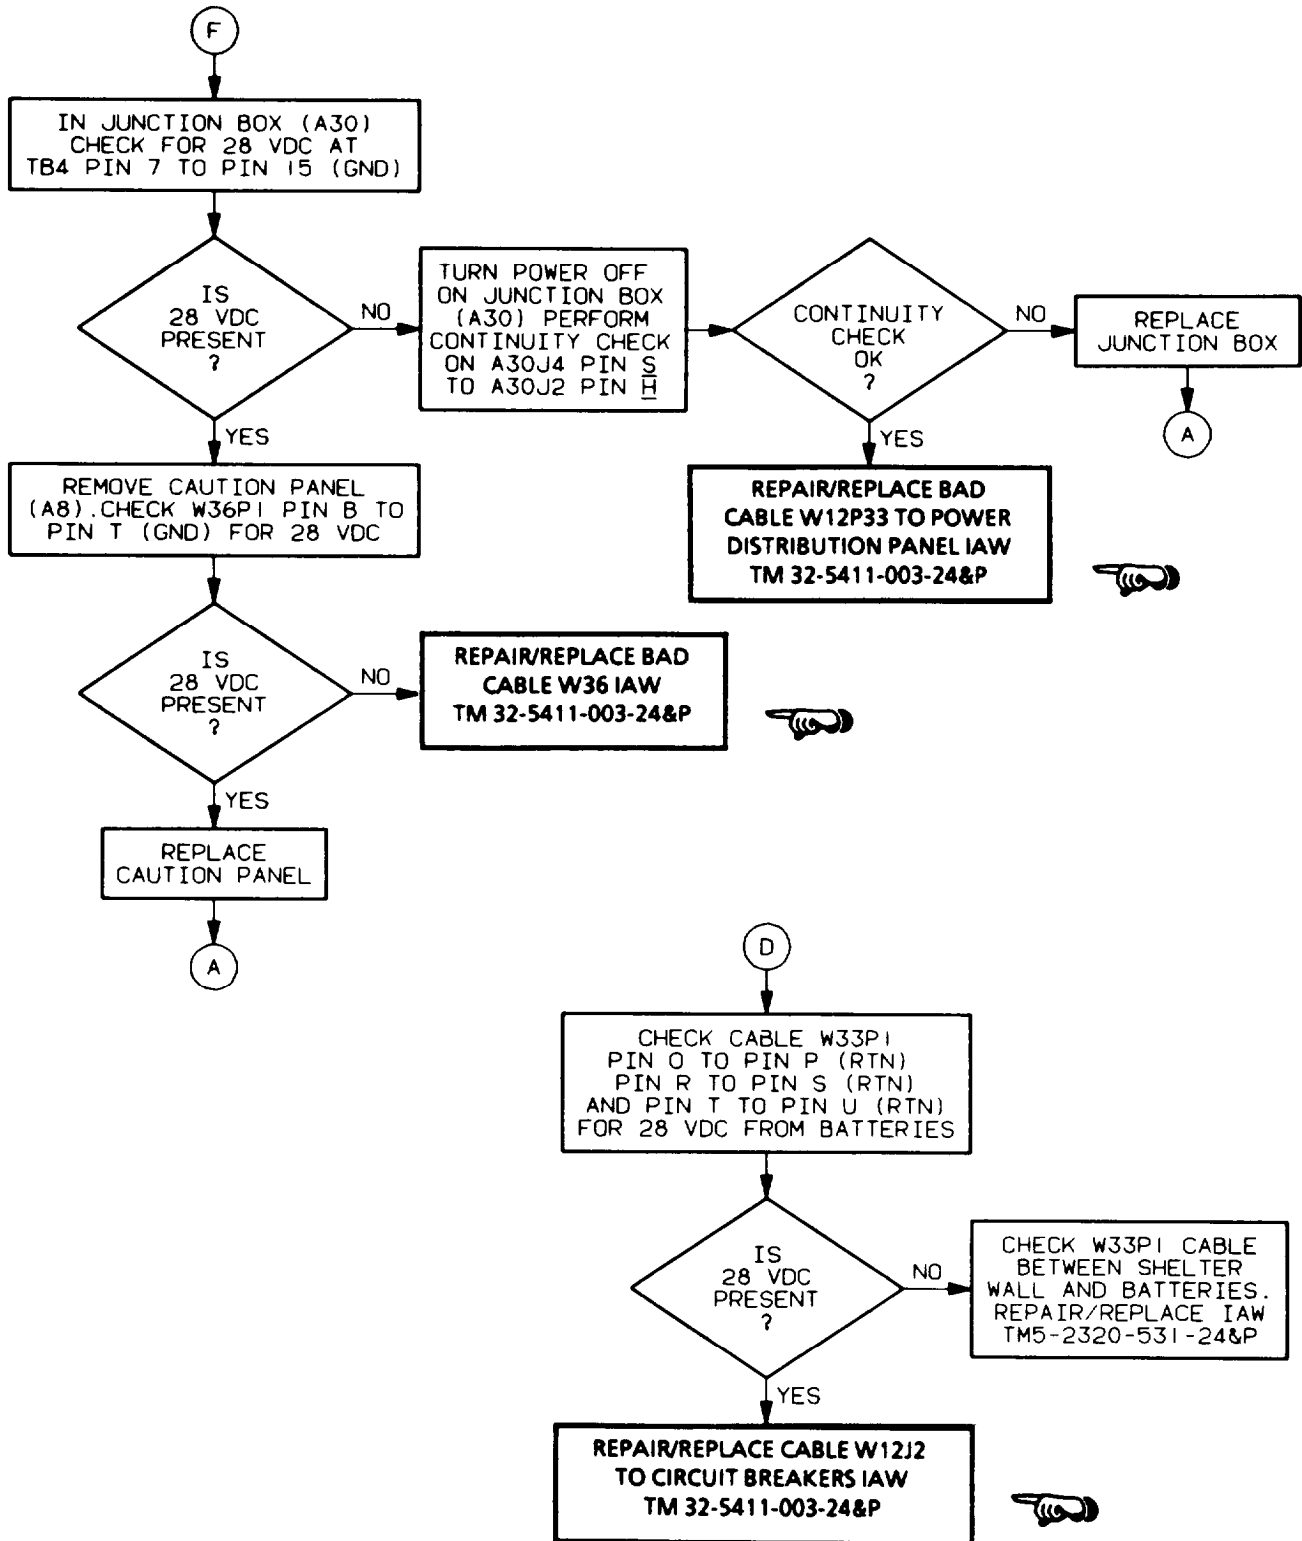 F
IN JUNCTION BOX (A30)
CHECK FOR 28 VDC AT
TB4 PIN 7 TO PIN 15 (GND)
IS
28 VDC
PRESENT
?
NO
TURN POWER OFF
ON JUNCTION BOX
(A30) PERFORM
CONTINUITY CHECK
ON A30J4 PIN S
TO A30J2 PIN H
CONTINUITY
CHECK
OK
?
NO
REPLACE
JUNCTION BOX
A
YES
REPAIR/REPLACE BAD
CABLE W12P33 TO POWER
DISTRIBUTION PANEL IAW
TM 32-5411-003-24&P
YES
REMOVE CAUTION PANEL
(A8).CHECK W36P1 PIN B TO
PIN T (GND) FOR 28 VDC
IS
28 VDC
PRESENT
?
NO
REPAIR/REPLACE BAD
CABLE W36 IAW
TM 32-5411-003-24&P
YES
REPLACE
CAUTION PANEL
A
D
CHECK CABLE W33P1
PIN O TO PIN P (RTN)
PIN R TO PIN S (RTN)
AND PIN T TO PIN U (RTN)
FOR 28 VDC FROM BATTERIES
IS
28 VDC
PRESENT
?
NO
CHECK W33P1 CABLE
BETWEEN SHELTER
WALL AND BATTERIES.
REPAIR/REPLACE IAW
TM5-2320-531-24&P
YES
REPAIR/REPLACE CABLE W12J2
TO CIRCUIT BREAKERS IAW
TM 32-5411-003-24&P